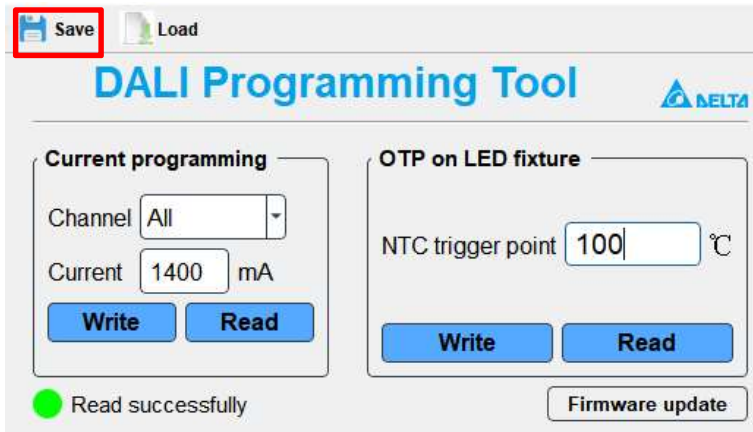 Save Load
DALI Programming Tool
DELTA
Current programming
Channel All
Current 1400 mA
Write Read
OTP on LED fixture
NTC trigger point 100 ℃
Write Read
Read successfully
Firmware update